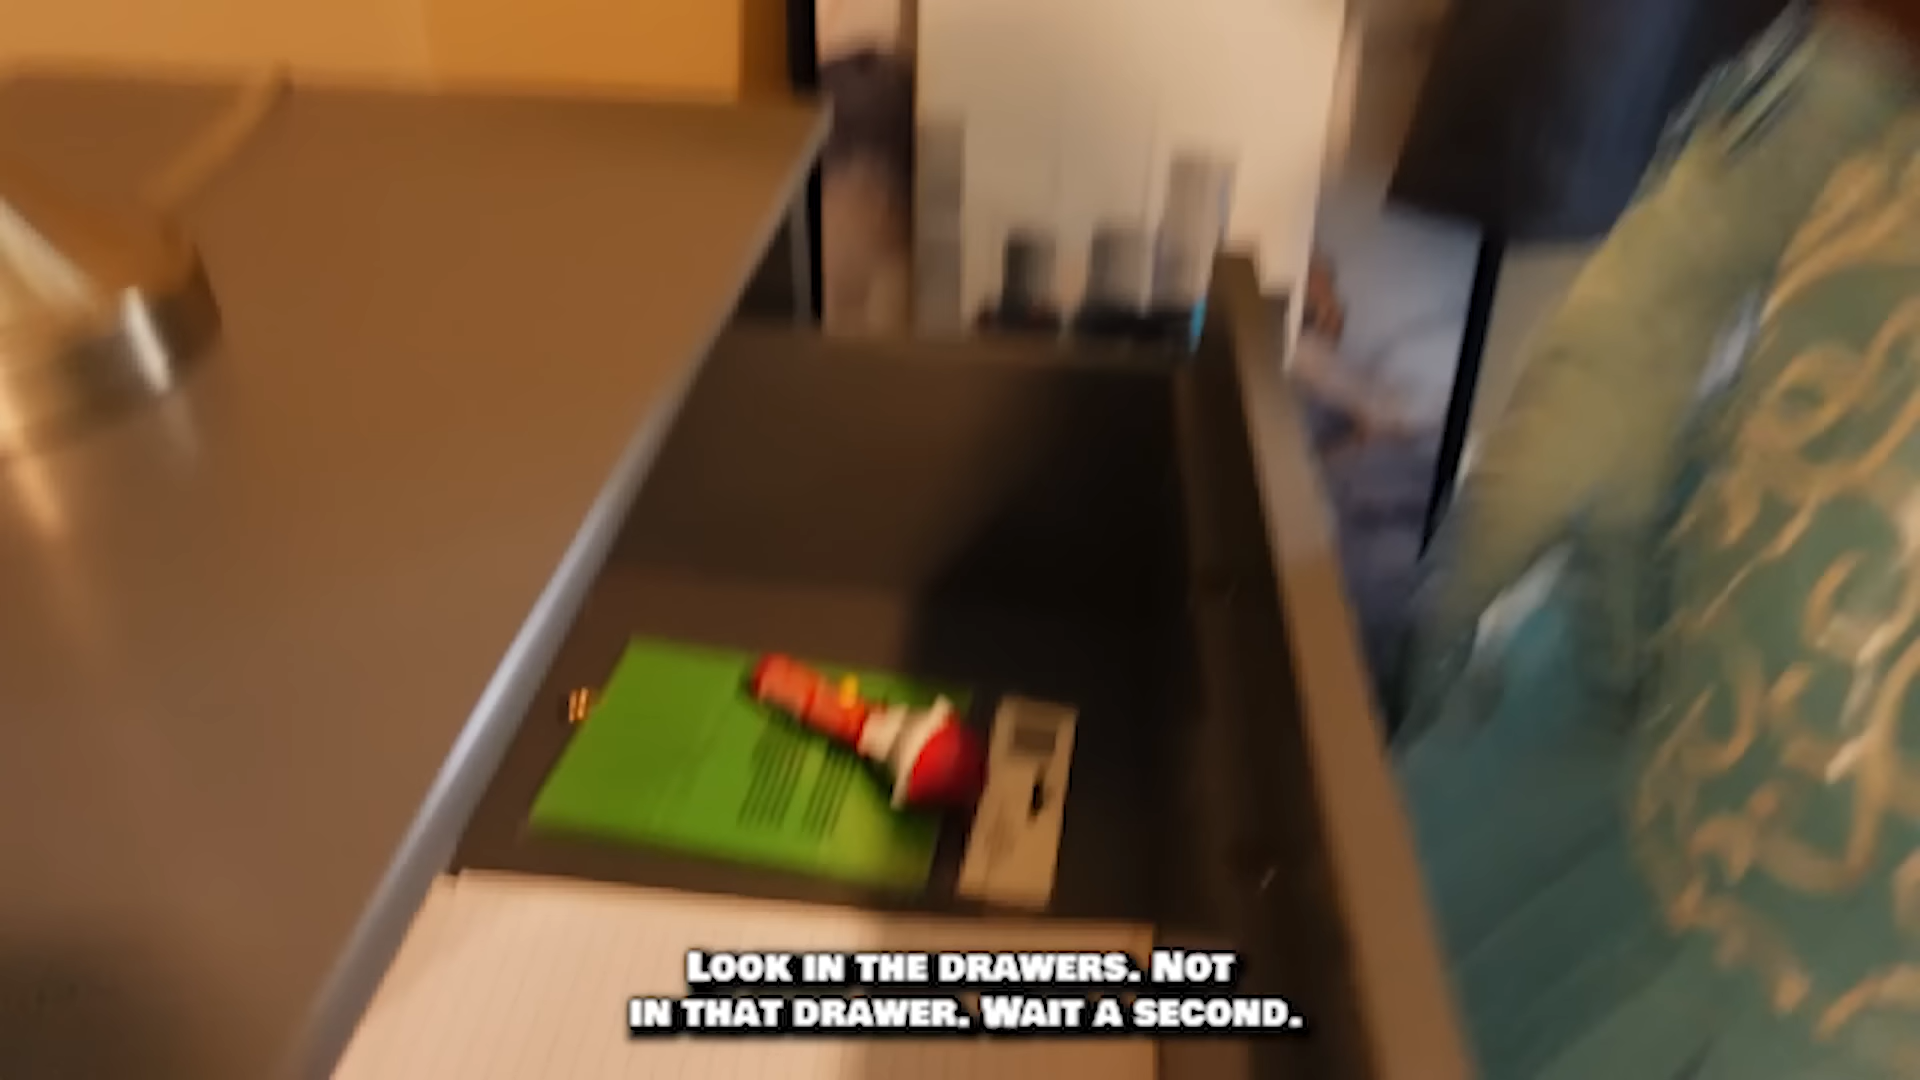 Look in the drawers. Not
in that drawer. Wait a second.